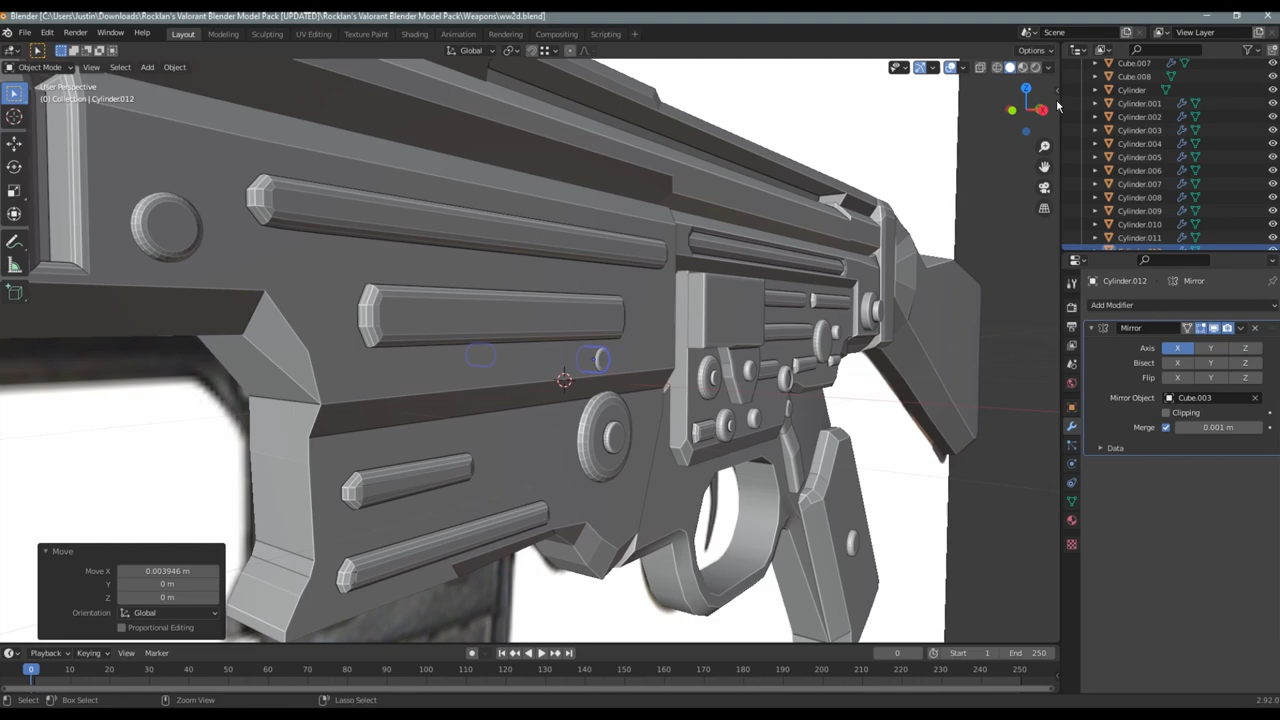 Blender [C:\Users\Justin\Downloads\Rocklan's Valorant Blender Model Pack [UPDATED]\Rocklan's Valorant Blender Model Pack\Weapons\ww2d.blend]
File Edit Render Window Help Layout Modeling Sculpting UV Editing Texture Paint Shading Animation Rendering Compositing Scripting Scene View Layer
Global Options
Object Mode View Select Add Object
User Perspective
(0) Collection | Cylinder.012
Z
X
Cube.007
Cube.008
Cylinder
Cylinder.001
Cylinder.002
Cylinder.003
Cylinder.004
Cylinder.005
Cylinder.006
Cylinder.007
Cylinder.008
Cylinder.009
Cylinder.010
Cylinder.011
Cylinder.012 Mirror
Add Modifier
Mirror
Axis X Y Z
Bisect X Y Z
Flip X Y Z
Mirror Object Cube.003
Clipping
Merge 0.001 m
Data
Move
Move X 0.003946 m
Y 0 m
Z 0 m
Orientation Global
Proportional Editing
Playback Keying View Marker 0 Start 1 End 250
0 10 20 30 40 50 60 70 80 90 100 110 120 130 140 150 160 170 180 190 200 210 220 230 240 250
Select Box Select Zoom View Lasso Select 2.92.0